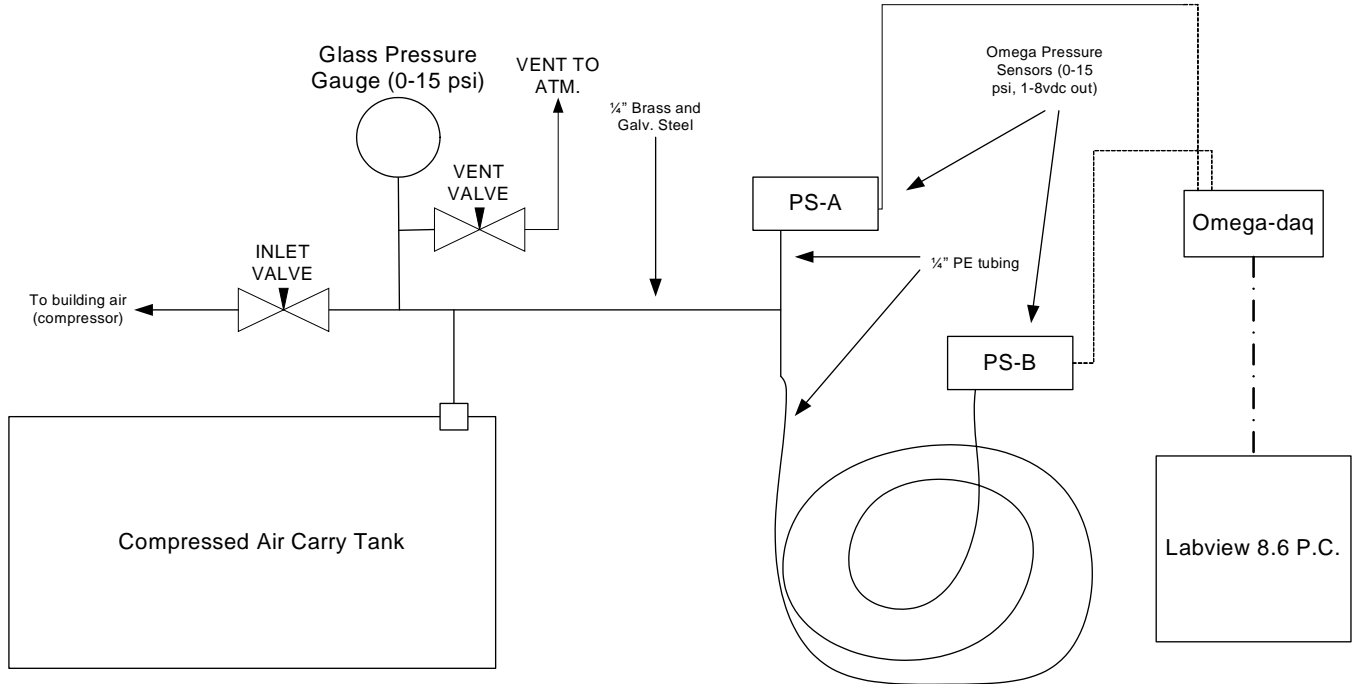 Glass Pressure
Gauge (0-15 psi)
VENT TO
ATM.
¼” Brass and
Galv. Steel
Omega Pressure
Sensors (0-15
psi, 1-8vdc out)
VENT
VALVE
PS-A
Omega-daq
INLET
VALVE
¼” PE tubing
To building air
(compressor)
PS-B
Compressed Air Carry Tank
Labview 8.6 P.C.